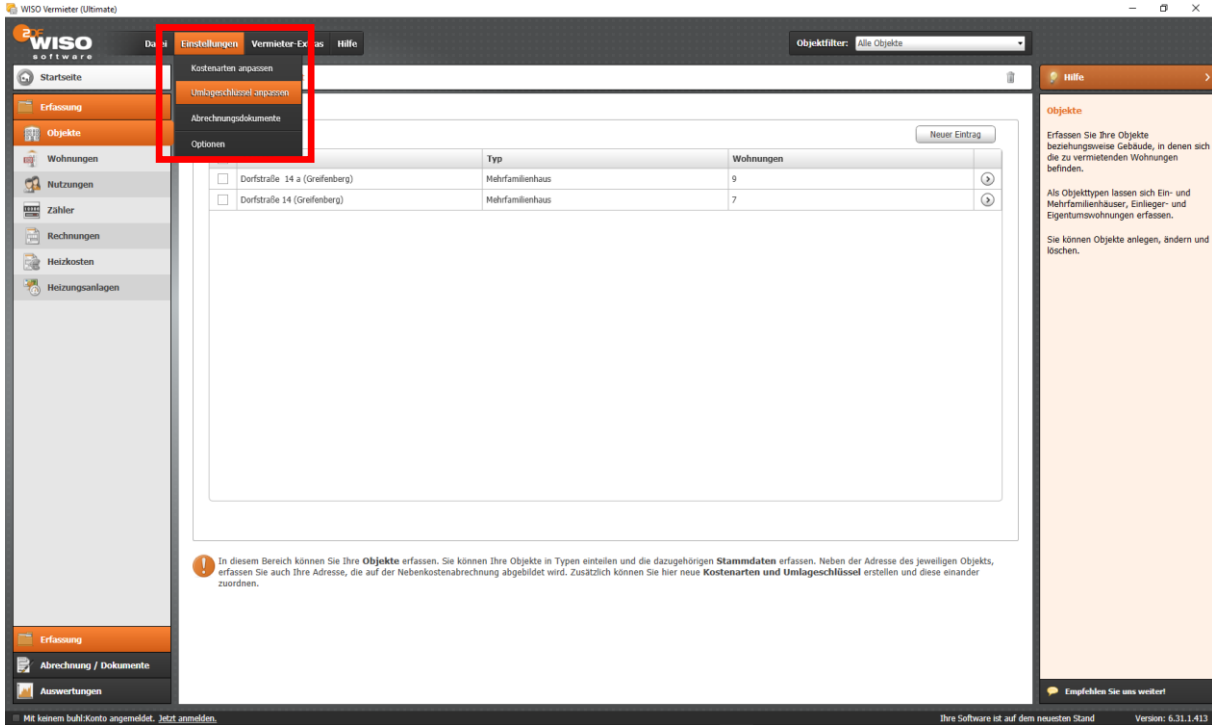 WISO Vermieter (Ultimate)
ZDF
WISO
software
Datei Einstellungen Vermieter-Extras Hilfe
Objektfilter: Alle Objekte
Startseite
Kostenarten anpassen
Umlageschlüssel anpassen
Abrechnungsdokumente
Optionen
Hilfe
Erfassung
Objekte
Wohnungen
Nutzungen
Zähler
Rechnungen
Heizkosten
Heizungsanlagen
Neuer Eintrag
Typ Wohnungen
Dorfstraße 14 a (Greifenberg) Mehrfamilienhaus 9
Dorfstraße 14 (Greifenberg) Mehrfamilienhaus 7
In diesem Bereich können Sie Ihre Objekte erfassen. Sie können Ihre Objekte in Typen einteilen und die dazugehörigen Stammdaten erfassen. Neben der Adresse des jeweiligen Objekts,
erfassen Sie auch Ihre Adresse, die auf der Nebenkostenabrechnung abgebildet wird. Zusätzlich können Sie hier neue Kostenarten und Umlageschlüssel erstellen und diese einander
zuordnen.
Objekte
Erfassen Sie Ihre Objekte
beziehungsweise Gebäude, in denen sich
die zu vermietenden Wohnungen
befinden.
Als Objekttypen lassen sich Ein- und
Mehrfamilienhäuser, Einlieger- und
Eigentumswohnungen erfassen.
Sie können Objekte anlegen, ändern und
löschen.
Erfassung
Abrechnung / Dokumente
Auswertungen
Empfehlen Sie uns weiter!
Mit keinem buhl:Konto angemeldet. Jetzt anmelden.
Ihre Software ist auf dem neuesten Stand Version: 6.31.1.413